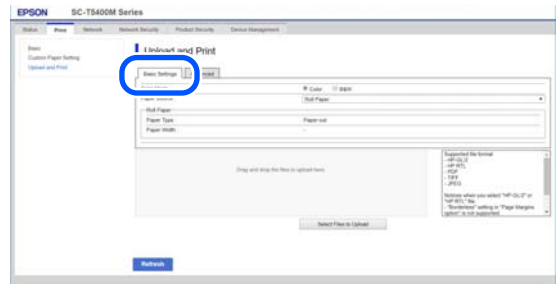 EPSON SC-T5400M Series
Status Print Network Network Security Product Security Device Management
Basic
Custom Paper Setting
Upload and Print
Upload and Print
Basic Settings
Color B&W
Roll Paper
Roll Paper
Paper Type Paper out
Paper Width -
Drag and drop the files to upload here.
Supported file format
- HP-GL/2
- HP RTL
- PDF
- TIFF
- JPEG
Notices when you select "HP-GL/2" or
"HP RTL" file
- "Borderless" setting in "Page Margins
option" is not supported.
Select Files to Upload
Refresh